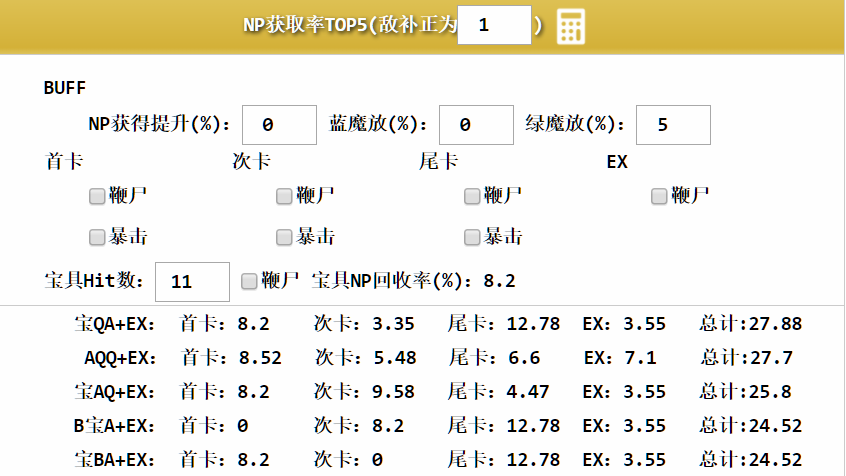 NP获取率TOP5(敌补正为 1 )
BUFF
NP获得提升(%): 0 蓝魔放(%): 0 绿魔放(%): 5
首卡 次卡 尾卡 EX
鞭尸 鞭尸 鞭尸 鞭尸
暴击 暴击 暴击
宝具Hit数: 11 鞭尸 宝具NP回收率(%): 8.2
宝QA+EX: 首卡: 8.2 次卡: 3.35 尾卡: 12.78 EX: 3.55 总计:27.88
AQQ+EX: 首卡: 8.52 次卡: 5.48 尾卡: 6.6 EX: 7.1 总计:27.7
宝AQ+EX: 首卡: 8.2 次卡: 9.58 尾卡: 4.47 EX: 3.55 总计:25.8
B宝A+EX: 首卡: 0 次卡: 8.2 尾卡: 12.78 EX: 3.55 总计:24.52
宝BA+EX: 首卡: 8.2 次卡: 0 尾卡: 12.78 EX: 3.55 总计:24.52